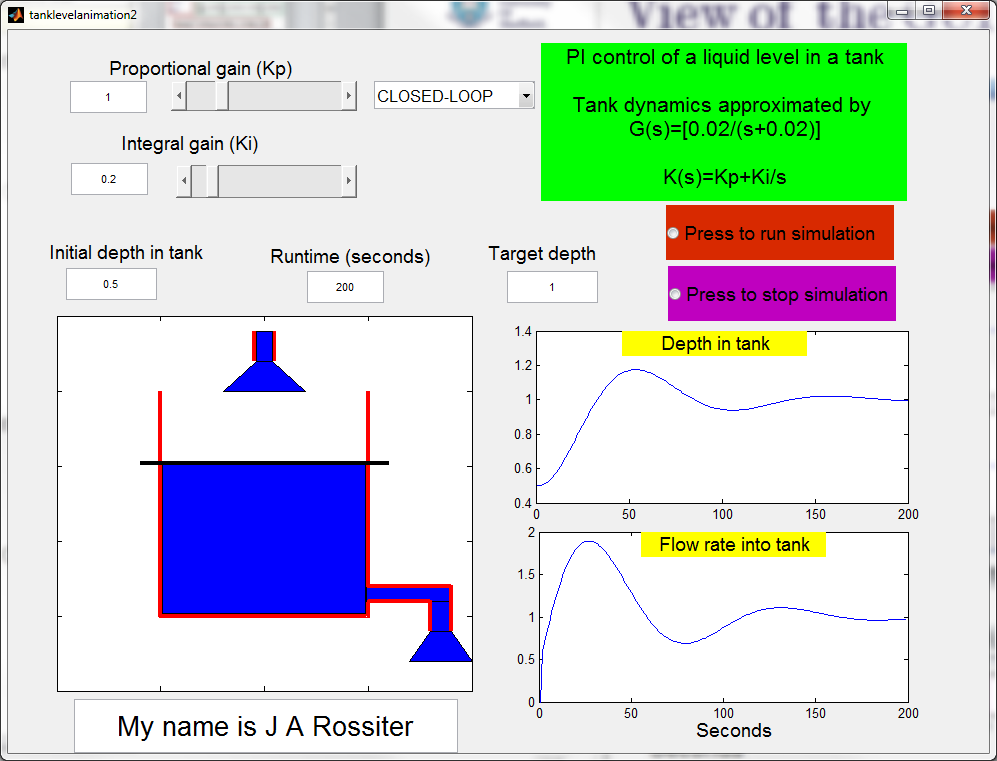 tanklevelanimation2
View of the
Proportional gain (Kp)
1
CLOSED-LOOP
Integral gain (Ki)
0.2
PI control of a liquid level in a tank
Tank dynamics approximated by
G(s)=[0.02/(s+0.02)]
K(s)=Kp+Ki/s
Press to run simulation
Press to stop simulation
Initial depth in tank
0.5
Runtime (seconds)
200
Target depth
1
Depth in tank
1.4
1.2
1
0.8
0.6
0.4
0 50 100 150 200
Flow rate into tank
2
1.5
1
0.5
0
0 50 100 150 200
Seconds
My name is J A Rossiter